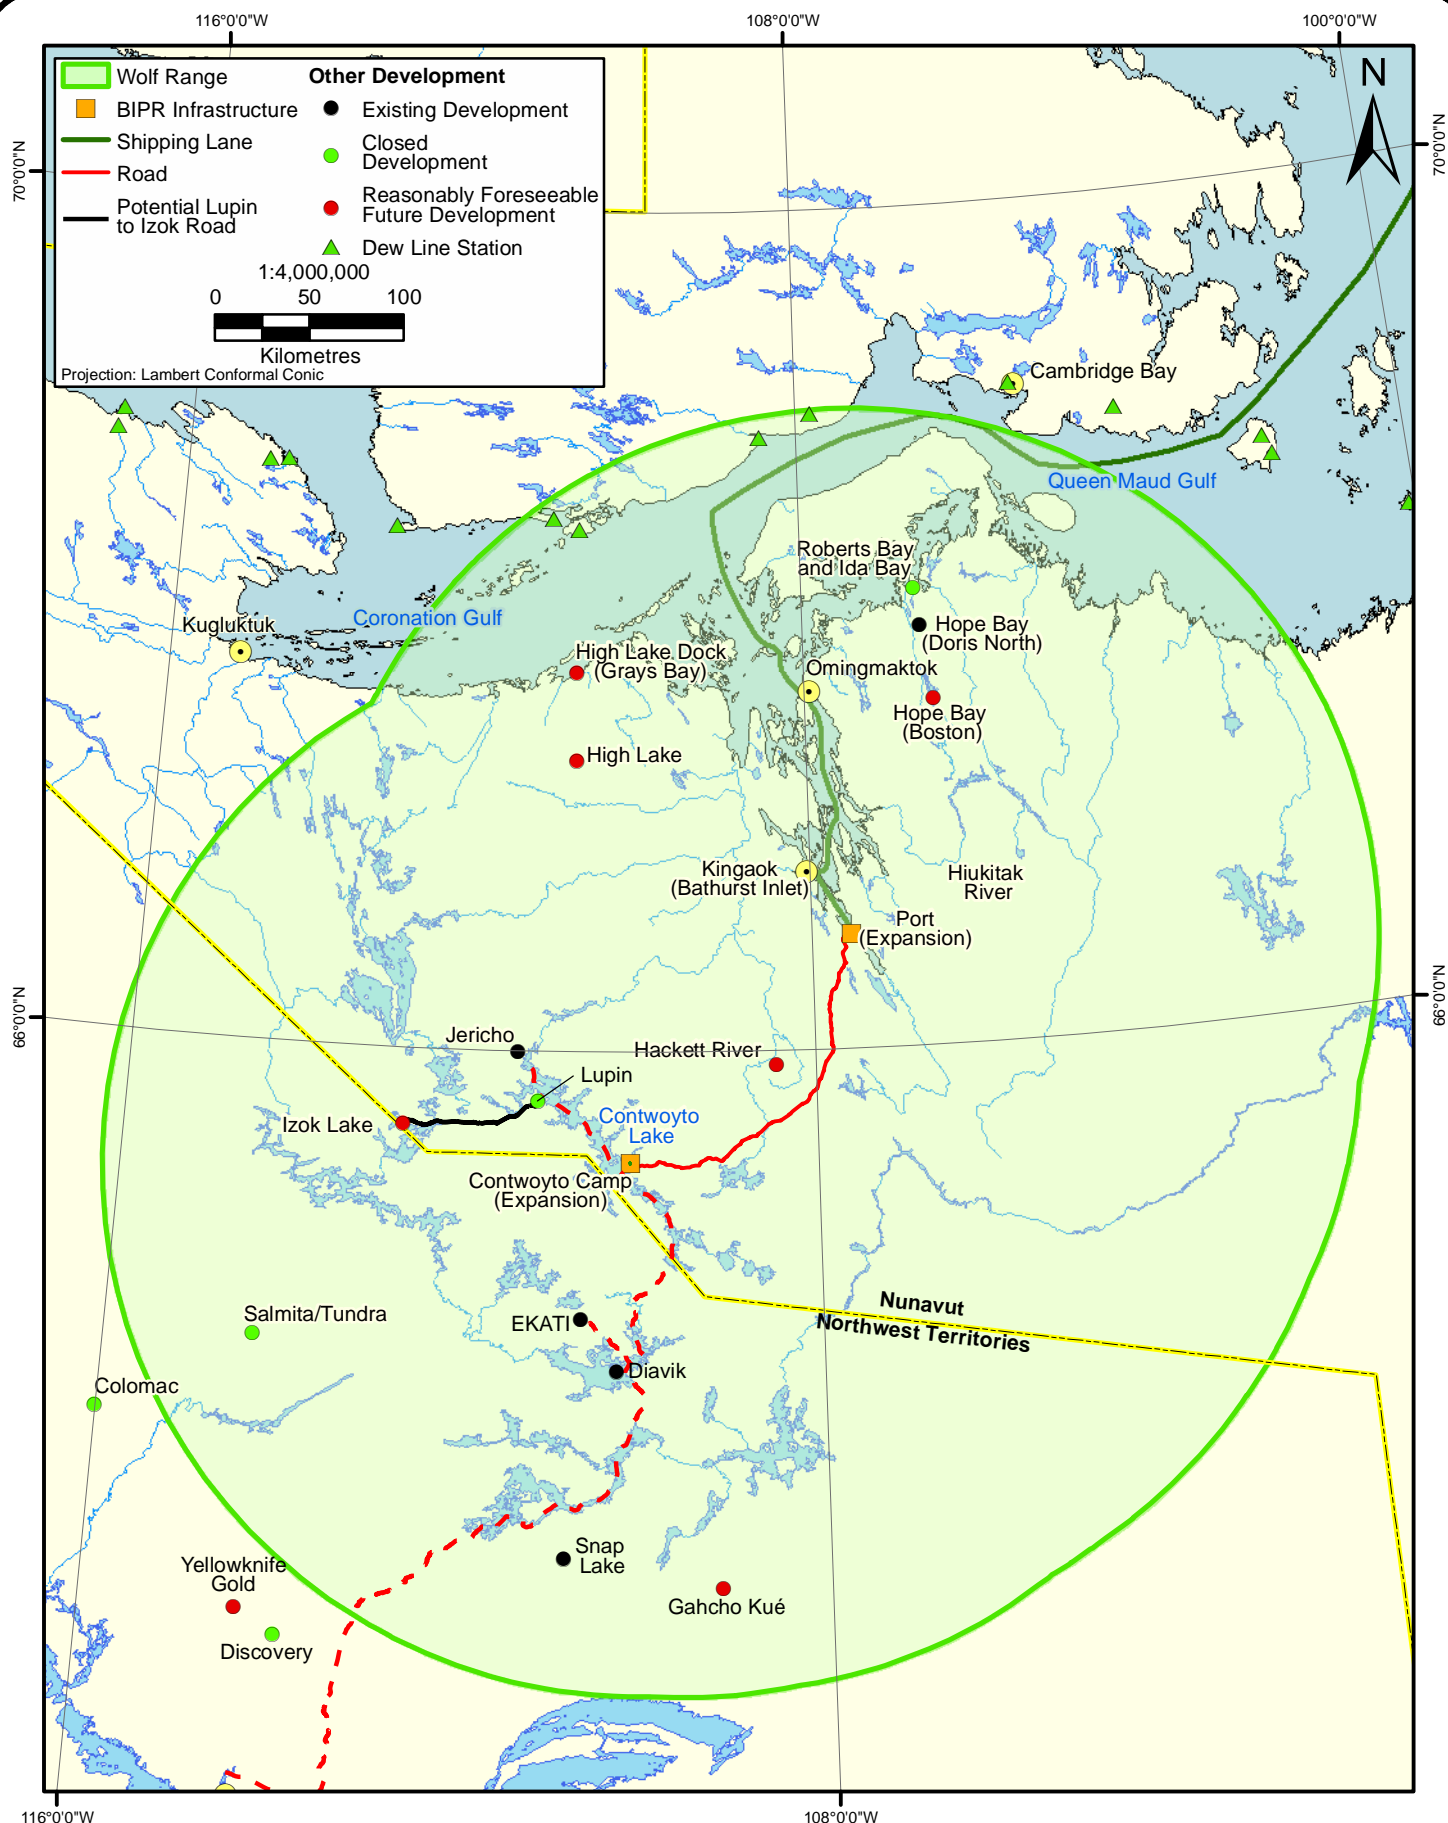 116°0'0"W
108°0'0"W
100°0'0"W
70°0'0"N
70°0'0"N
N
Wolf Range
BIPR Infrastructure
Shipping Lane
Road
Potential Lupin
to Izok Road
Other Development
Existing Development
Closed
Development
Reasonably Foreseeable
Future Development
Dew Line Station
1:4,000,000
0 50 100
Kilometres
Projection: Lambert Conformal Conic
Cambridge Bay
Queen Maud Gulf
Roberts Bay
and Ida Bay
Coronation Gulf
Kugluktuk
Hope Bay
(Doris North)
High Lake Dock
(Grays Bay)
Omingmaktok
Hope Bay
(Boston)
High Lake
Kingaok
(Bathurst Inlet)
Hiukitak
River
Port
(Expansion)
66°0'0"N
66°0'0"N
Jericho
Hackett River
Lupin
Izok Lake
Contwoyto
Lake
Contwoyto Camp
(Expansion)
Nunavut
Northwest Territories
Salmita/Tundra
EKATI
Diavik
Colomac
Snap
Lake
Yellowknife
Gold
Gahcho Kué
Discovery
116°0'0"W
108°0'0"W